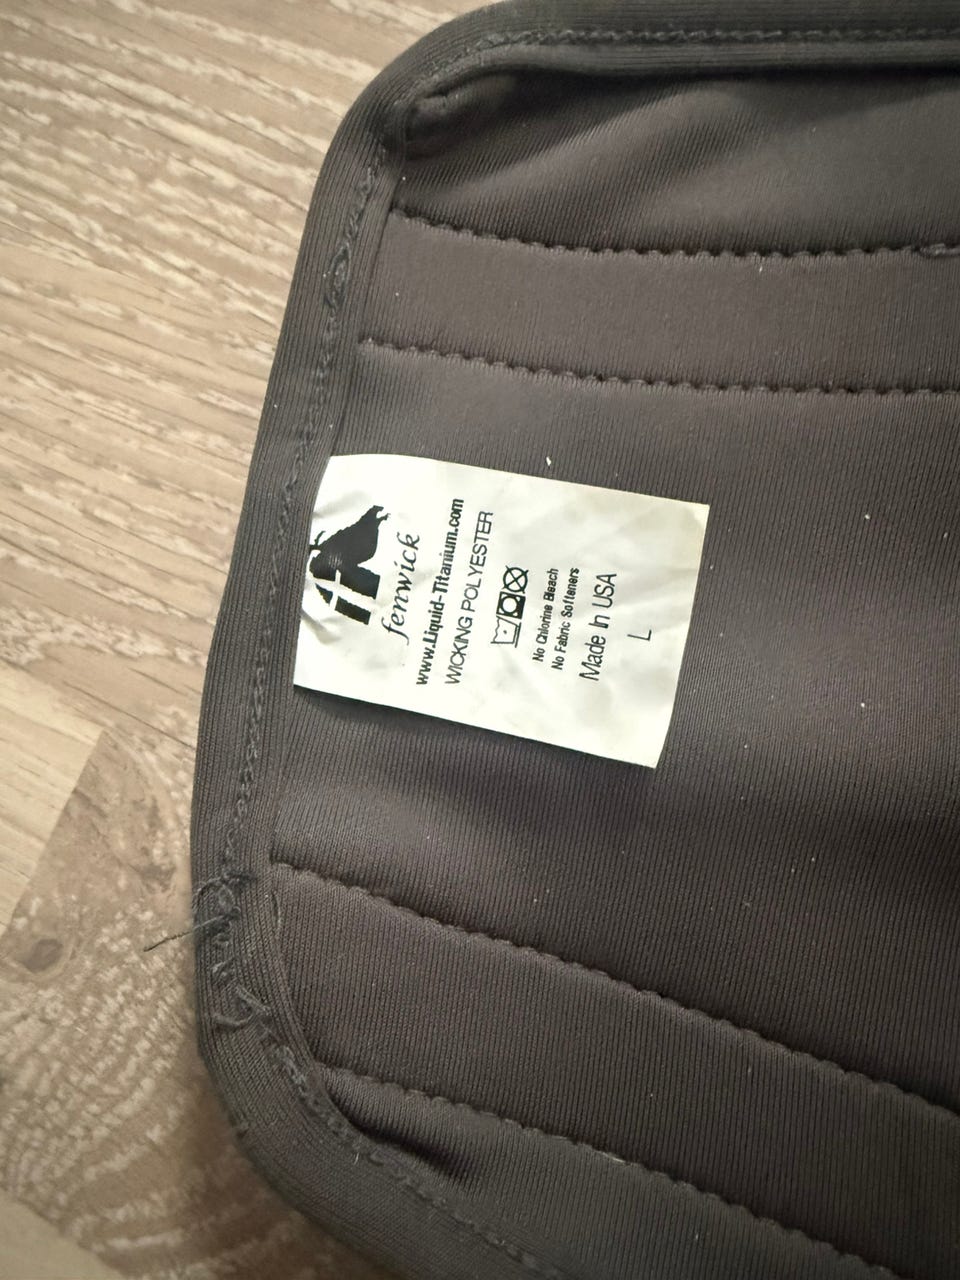 fenwick
www.Liquid-Titanium.com
WICKING POLYESTER
No Chlorine Bleach
No Fabric Softeners
Made In USA
L